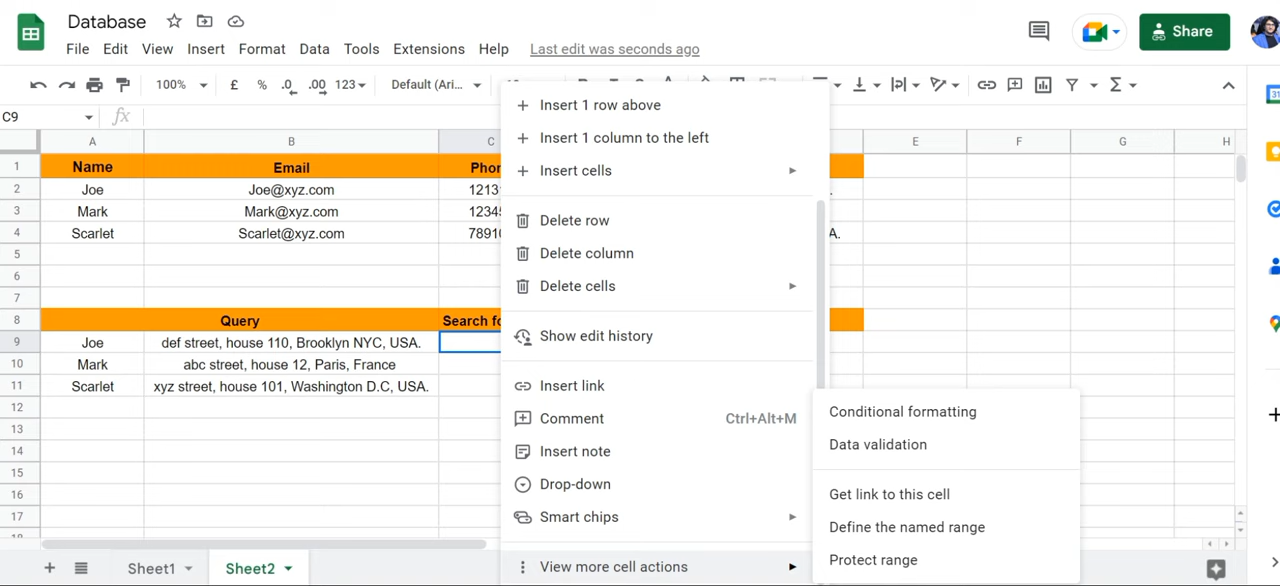 Database
File Edit View Insert Format Data Tools Extensions Help Last edit was seconds ago
Share
100% £ % .0 .00 123 Default (Ari...
C9 fx
A B C E F G H
1 Name Email
2 Joe Joe@xyz.com
3 Mark Mark@xyz.com
4 Scarlet Scarlet@xyz.com A.
5
6
7
8 Query
9 Joe def street, house 110, Brooklyn NYC, USA.
10 Mark abc street, house 12, Paris, France
11 Scarlet xyz street, house 101, Washington D.C, USA.
12
13
14
15
16
17
Insert 1 row above
Insert 1 column to the left
Insert cells
Delete row
Delete column
Delete cells
Show edit history
Insert link
Comment Ctrl+Alt+M
Insert note
Drop-down
Smart chips
View more cell actions
Conditional formatting
Data validation
Get link to this cell
Define the named range
Protect range
Sheet1 Sheet2